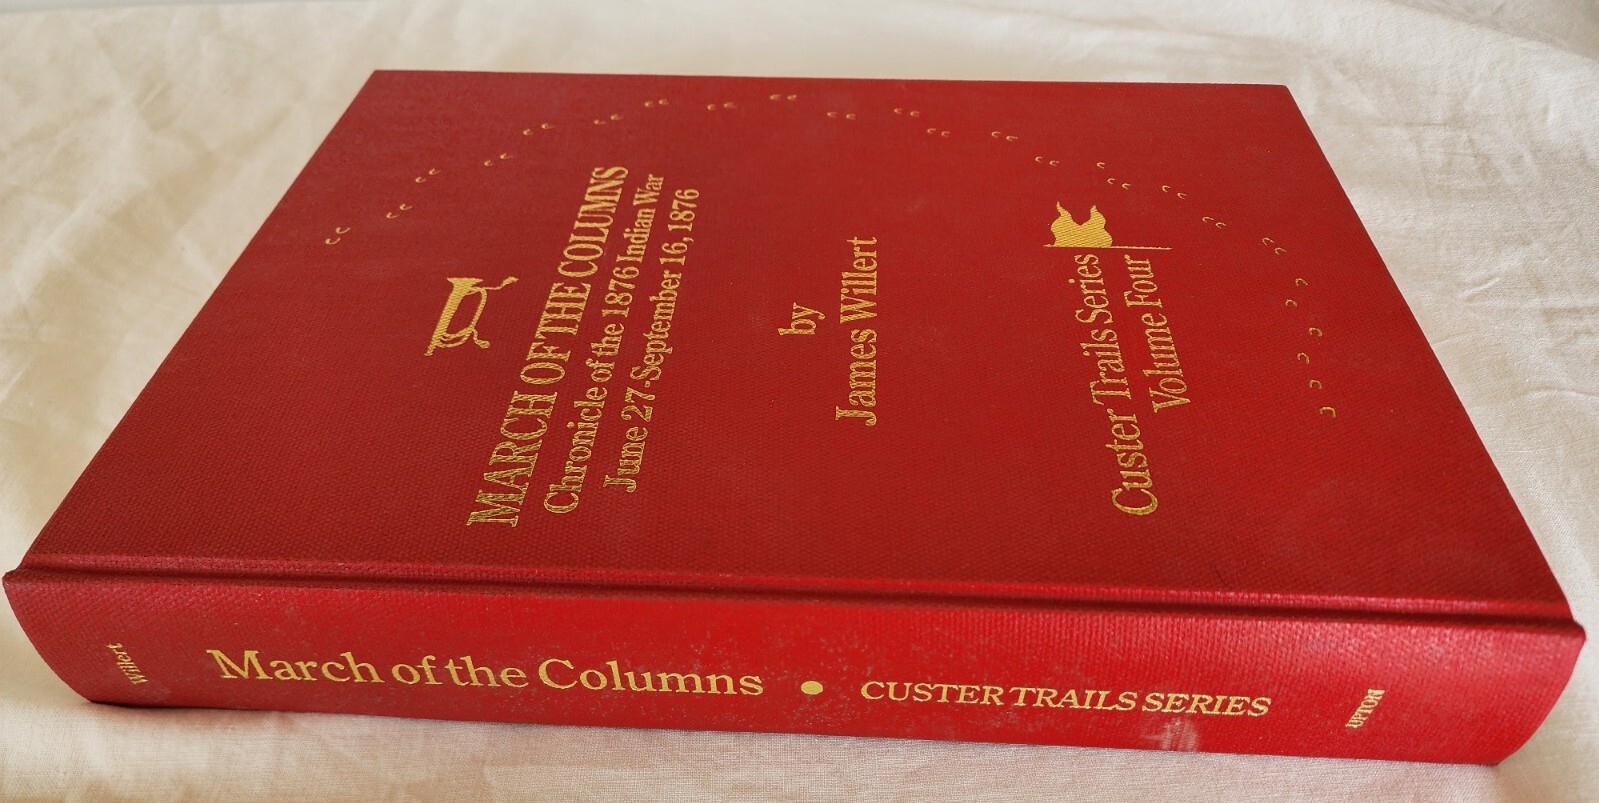 MARCH OF THE COLUMNS
Chronicle of the 1876 Indian War
June 27-September 16, 1876
by
James Willert
Custer Trails Series
Volume Four
Willert
March of the Columns • CUSTER TRAILS SERIES
UPTON